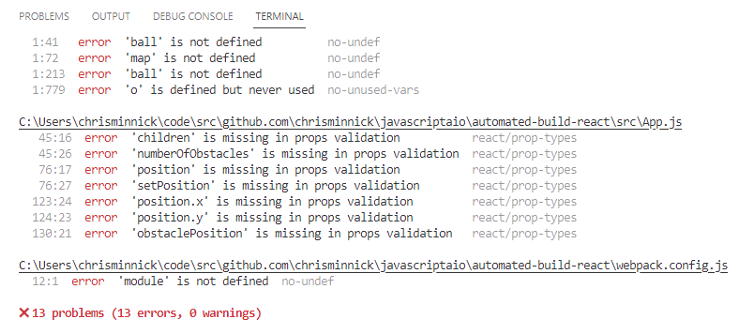 PROBLEMS OUTPUT DEBUG CONSOLE TERMINAL
1:41 error 'ball' is not defined no-undef
1:72 error 'map' is not defined no-undef
1:213 error 'ball' is not defined no-undef
1:779 error 'o' is defined but never used no-unused-vars
C:\Users\chrisminnick\code\src\github.com\chrisminnick\javascriptaio\automated-build-react\src\App.js
45:16 error 'children' is missing in props validation react/prop-types
45:26 error 'numberOfObstacles' is missing in props validation react/prop-types
76:17 error 'position' is missing in props validation react/prop-types
76:27 error 'setPosition' is missing in props validation react/prop-types
123:24 error 'position.x' is missing in props validation react/prop-types
124:23 error 'position.y' is missing in props validation react/prop-types
130:21 error 'obstaclePosition' is missing in props validation react/prop-types
C:\Users\chrisminnick\code\src\github.com\chrisminnick\javascriptaio\automated-build-react\webpack.config.js
12:1 error 'module' is not defined no-undef
✖ 13 problems (13 errors, 0 warnings)